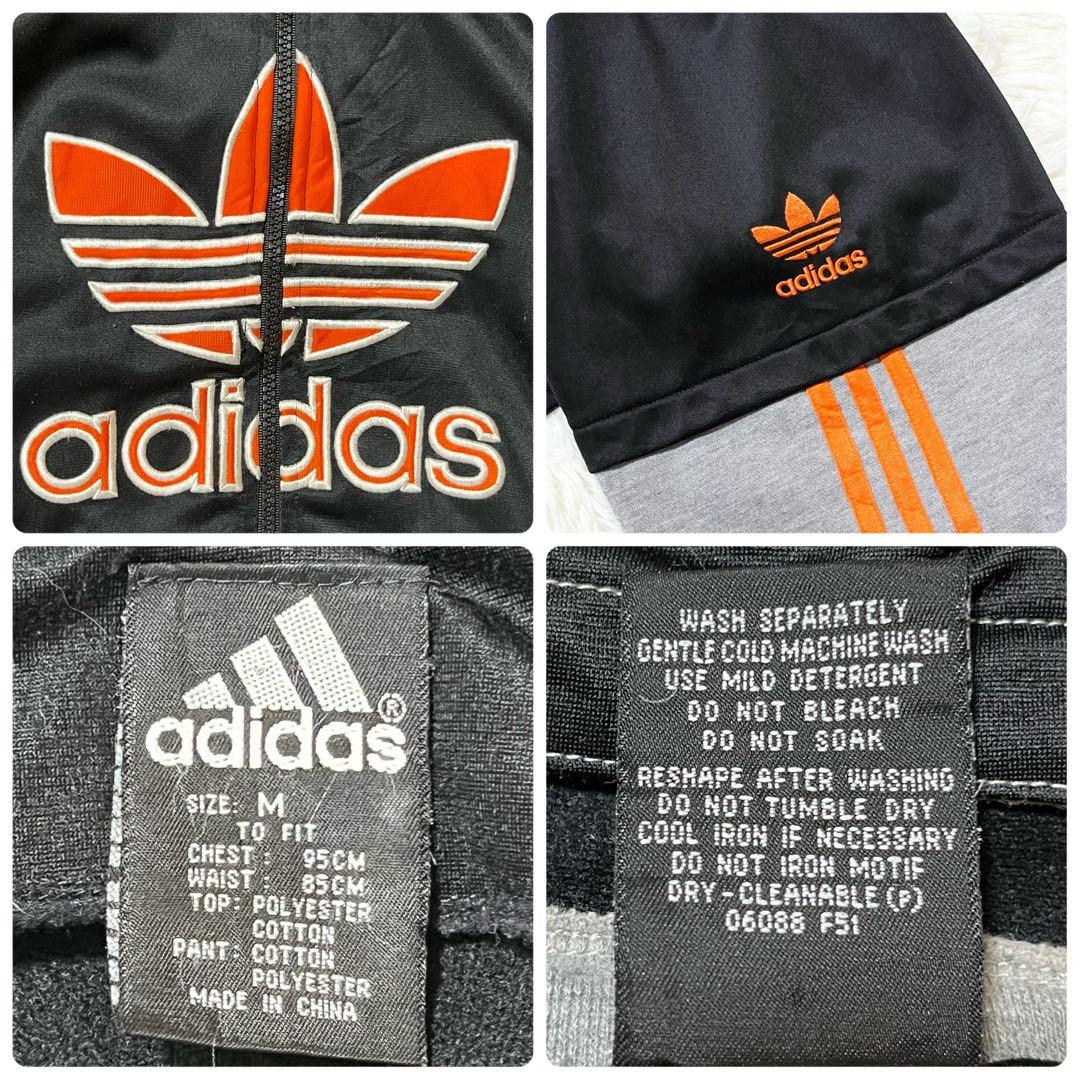 adidas
adidas
adidas®
SIZE: M
TO FIT
CHEST: 95CM
WAIST: 85CM
TOP: POLYESTER
COTTON
PANT: COTTON
POLYESTER
MADE IN CHINA
WASH SEPARATELY
GENTLE COLD MACHINE WASH
USE MILD DETERGENT
DO NOT BLEACH
DO NOT SOAK
RESHAPE AFTER WASHING
DO NOT TUMBLE DRY
COOL IRON IF NECESSARY
DO NOT IRON MOTIF
DRY-CLEANABLE (P)
06088 F51